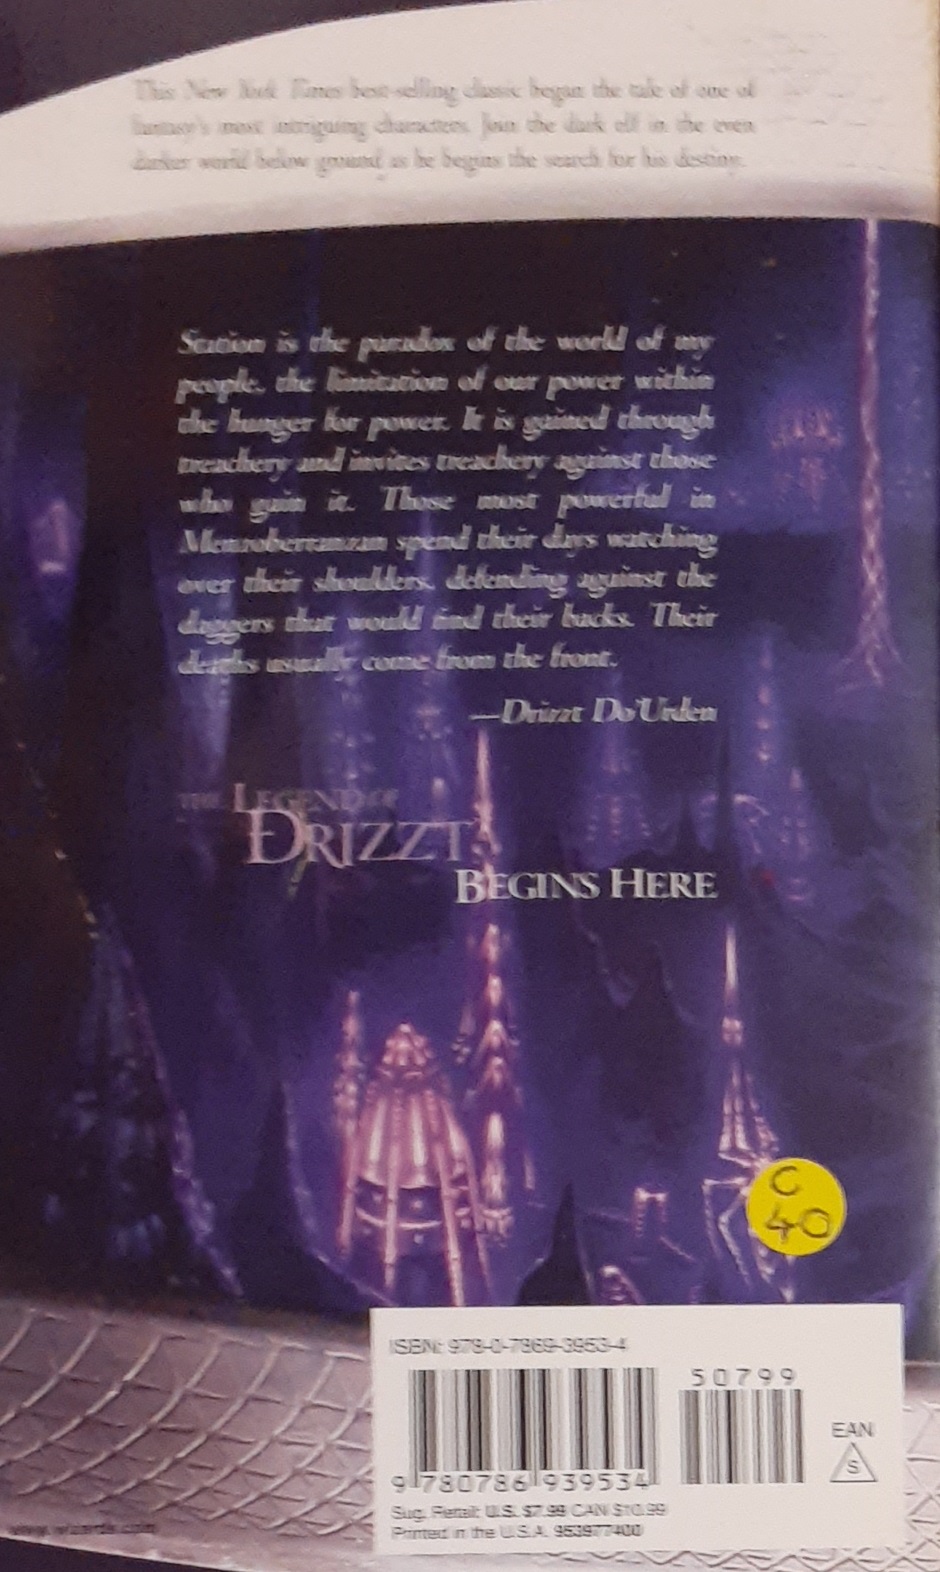 This New York Times best-selling classic began the tale of one of
fantasy's most intriguing characters. Join the dark elf in the even
darker world below ground as he begins the search for his destiny.
Station is the paradox of the world of my
people, the limitation of our power within
the hunger for power. It is gained through
treachery and invites treachery against those
who gain it. Those most powerful in
Menzoberranzan spend their days watching
over their shoulders, defending against the
daggers that would find their backs. Their
deaths usually come from the front.
—Drizzt Do'Urden
THE LEGEND OF
DRIZZT
BEGINS HERE
C
40
ISBN: 978-0-7869-3953-4
50799
EAN
S
9 780786 939534
Sug. Retail: U.S. $7.99 CAN $10.99
Printed in the U.S.A. 953977400
www.wizards.com